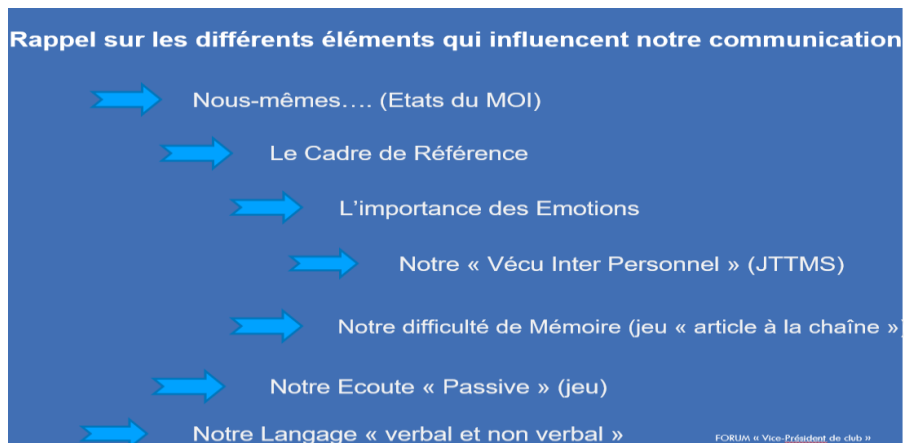 Rappel sur les différents éléments qui influencent notre communication
Nous-mêmes.... (Etats du MOI)
Le Cadre de Référence
L'importance des Emotions
Notre « Vécu Inter Personnel » (JTTMS)
Notre difficulté de Mémoire (jeu « article à la chaîne »)
Notre Ecoute « Passive » (jeu)
Notre Langage « verbal et non verbal »
FORUM « Vice-Président de club »